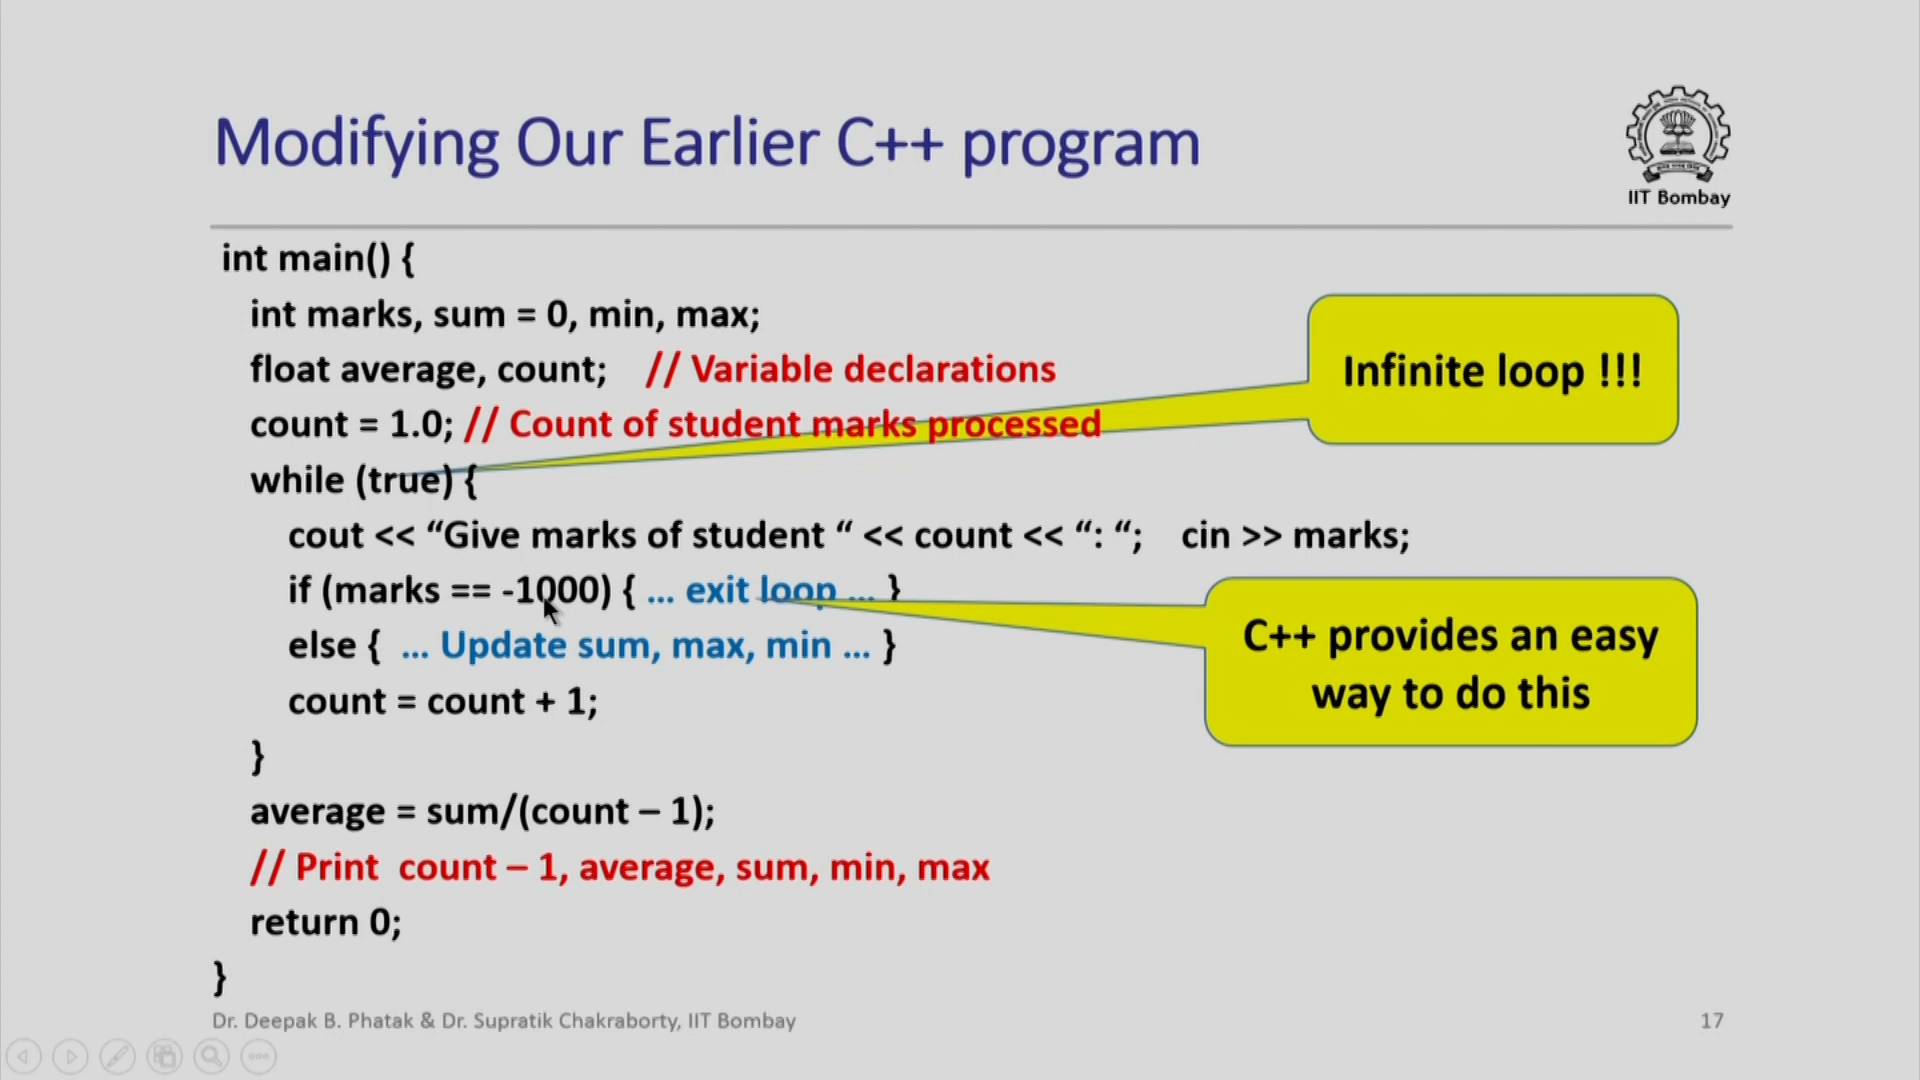 Modifying Our Earlier C++ program
IIT Bombay
int main() {
int marks, sum = 0, min, max;
float average, count; // Variable declarations
count = 1.0; // Count of student marks processed
while (true) {
cout << “Give marks of student “ << count << “: “; cin >> marks;
if (marks == -1000) { ... exit loop ... }
else { ... Update sum, max, min ... }
count = count + 1;
}
average = sum/(count – 1);
// Print count – 1, average, sum, min, max
return 0;
}
Infinite loop !!!
C++ provides an easy
way to do this
Dr. Deepak B. Phatak & Dr. Supratik Chakraborty, IIT Bombay
17